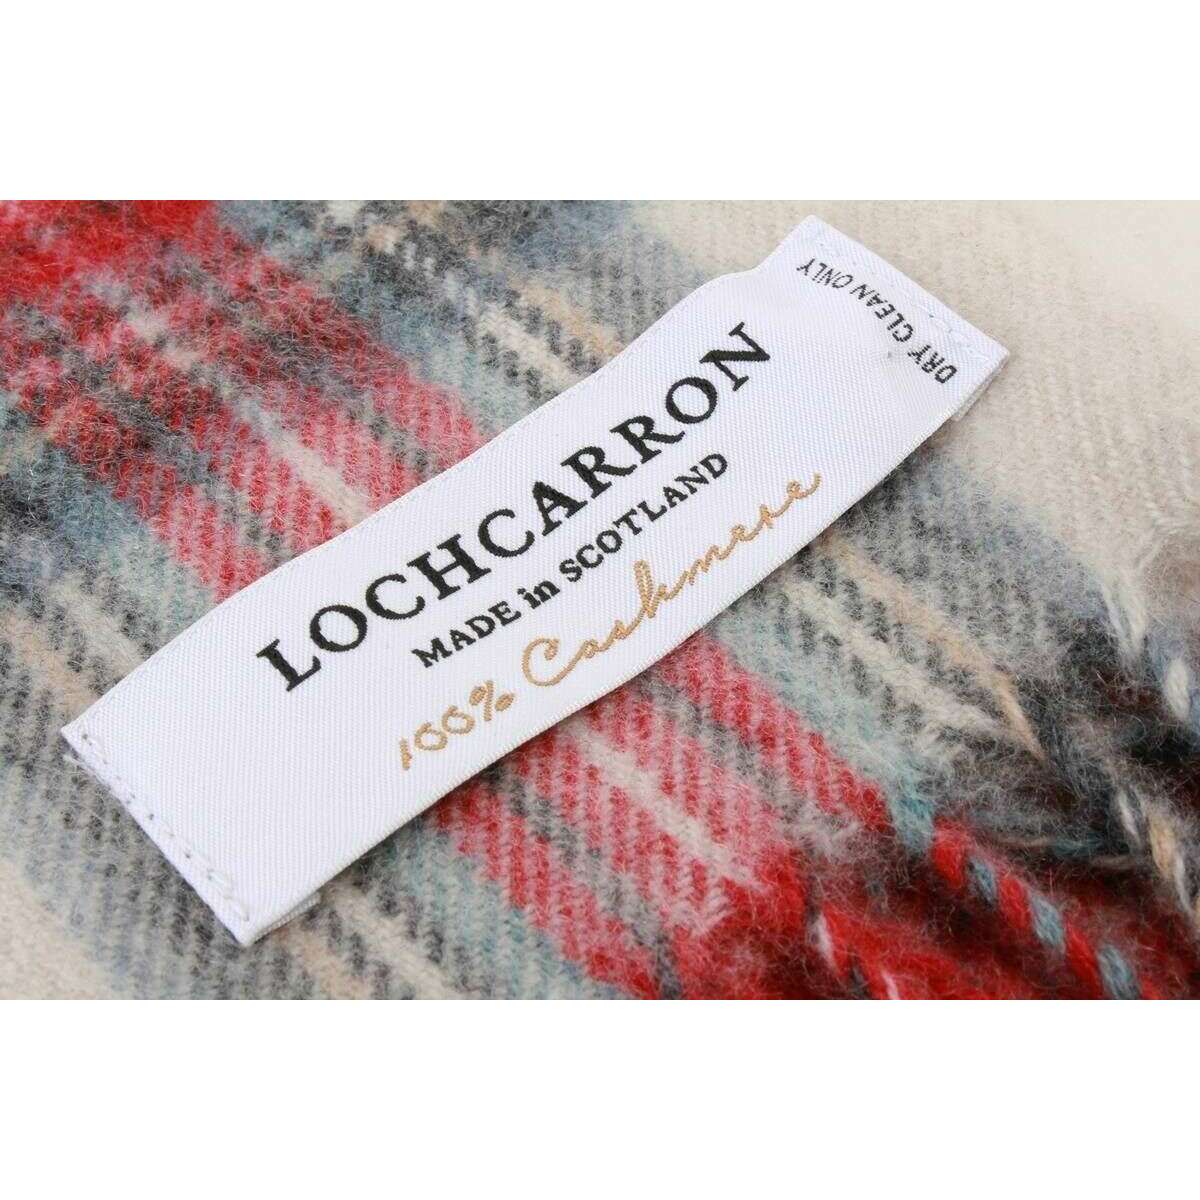 LOCHCARRON
MADE in SCOTLAND
100% Cashmere
DRY CLEAN ONLY